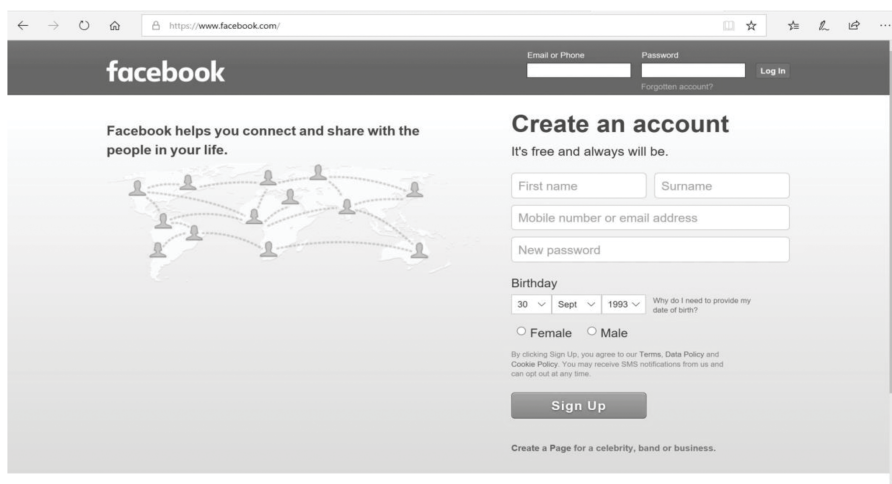 https://www.facebook.com/
facebook
Email or Phone
Password
Log In
Forgotten account?
Facebook helps you connect and share with the
people in your life.
Create an account
It's free and always will be.
First name
Surname
Mobile number or email address
New password
Birthday
30 Sept 1993
Why do I need to provide my
date of birth?
Female Male
By clicking Sign Up, you agree to our Terms, Data Policy and
Cookie Policy. You may receive SMS notifications from us and
can opt out at any time.
Sign Up
Create a Page for a celebrity, band or business.